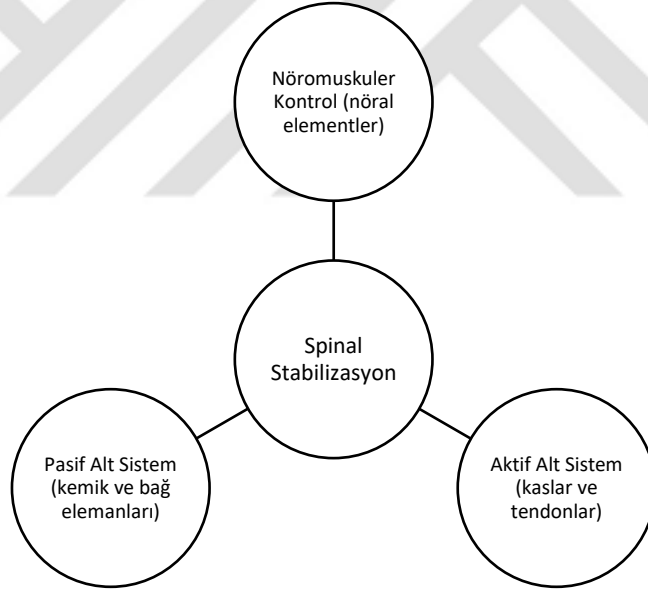 Nöromuskuler
Kontrol (nöral
elementler)
Spinal
Stabilizasyon
Pasif Alt Sistem
(kemik ve bağ
elemanları)
Aktif Alt Sistem
(kaslar ve
tendonlar)